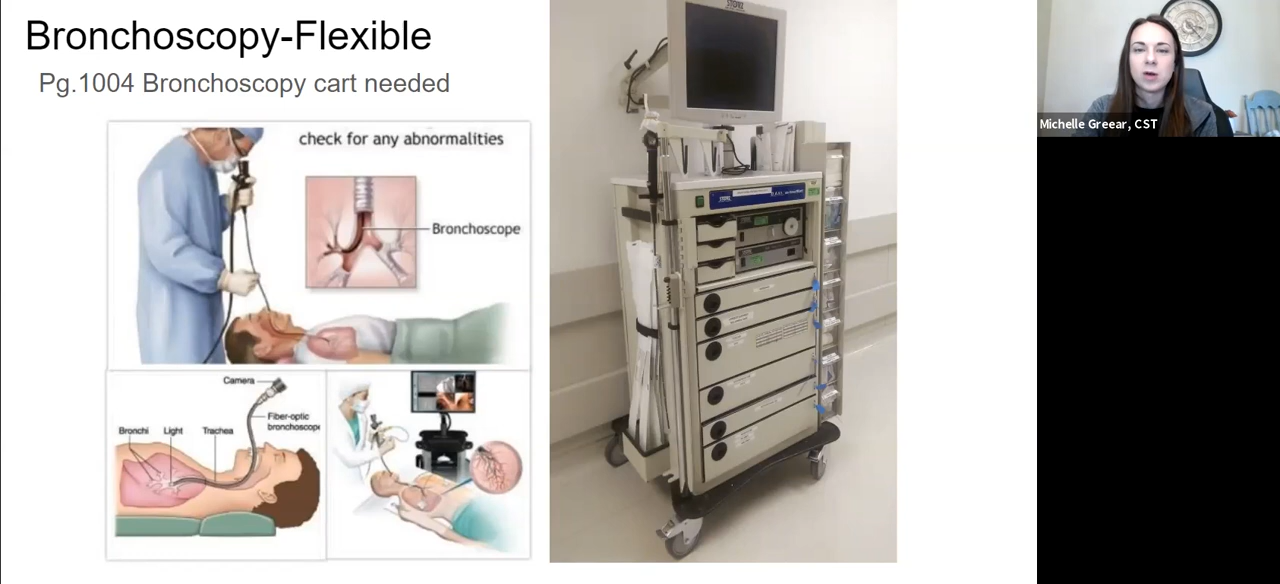 Bronchoscopy-Flexible
Pg.1004 Bronchoscopy cart needed
check for any abnormalities
Bronchoscope
Camera
Fiber-optic
bronchoscope
Bronchi
Light
Trachea
STORZ
STORZ
Michelle Greear, CST